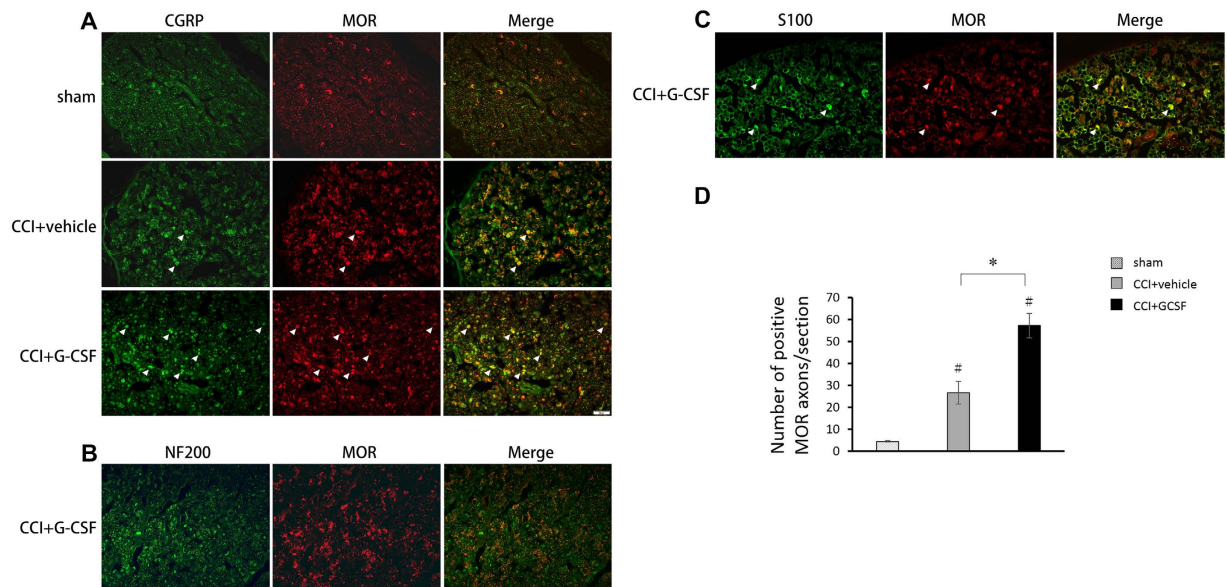 A
CGRP MOR Merge
sham
CCI+vehicle
CCI+G-CSF
B
NF200 MOR Merge
CCI+G-CSF
C
S100 MOR Merge
CCI+G-CSF
D
*
sham
CCI+vehicle
CCI+GCSF
#
#
Number of positive
MOR axons/section
70
60
50
40
30
20
10
0